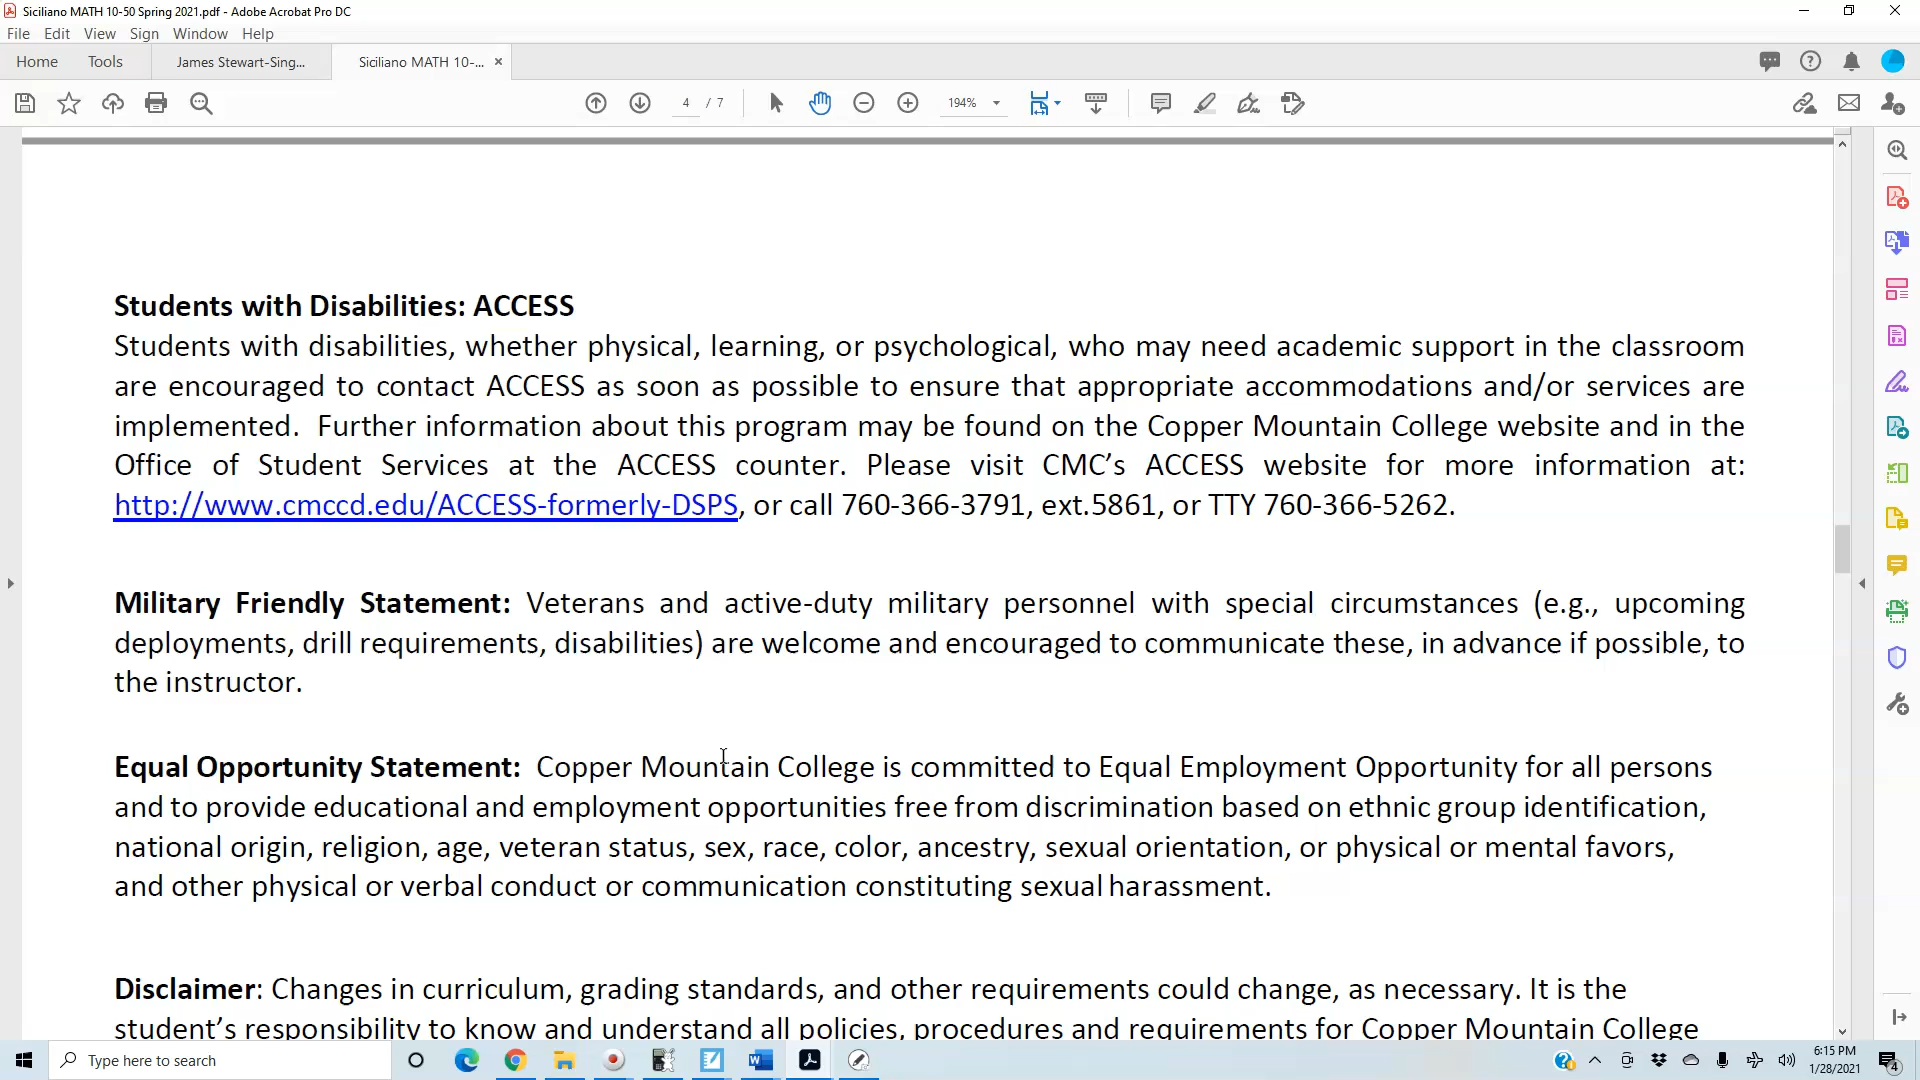 Siciliano MATH 10-50 Spring 2021.pdf - Adobe Acrobat Pro DC
File Edit View Sign Window Help
Home Tools James Stewart-Sing... Siciliano MATH 10-... ×
4 / 7 194%
Students with Disabilities: ACCESS
Students with disabilities, whether physical, learning, or psychological, who may need academic support in the classroom
are encouraged to contact ACCESS as soon as possible to ensure that appropriate accommodations and/or services are
implemented. Further information about this program may be found on the Copper Mountain College website and in the
Office of Student Services at the ACCESS counter. Please visit CMC’s ACCESS website for more information at:
http://www.cmccd.edu/ACCESS-formerly-DSPS, or call 760-366-3791, ext.5861, or TTY 760-366-5262.
Military Friendly Statement: Veterans and active-duty military personnel with special circumstances (e.g., upcoming
deployments, drill requirements, disabilities) are welcome and encouraged to communicate these, in advance if possible, to
the instructor.
Equal Opportunity Statement: Copper Mountain College is committed to Equal Employment Opportunity for all persons
and to provide educational and employment opportunities free from discrimination based on ethnic group identification,
national origin, religion, age, veteran status, sex, race, color, ancestry, sexual orientation, or physical or mental favors,
and other physical or verbal conduct or communication constituting sexual harassment.
Disclaimer: Changes in curriculum, grading standards, and other requirements could change, as necessary. It is the
student’s responsibility to know and understand all policies, procedures and requirements for Copper Mountain College
Type here to search
6:15 PM
1/28/2021
4